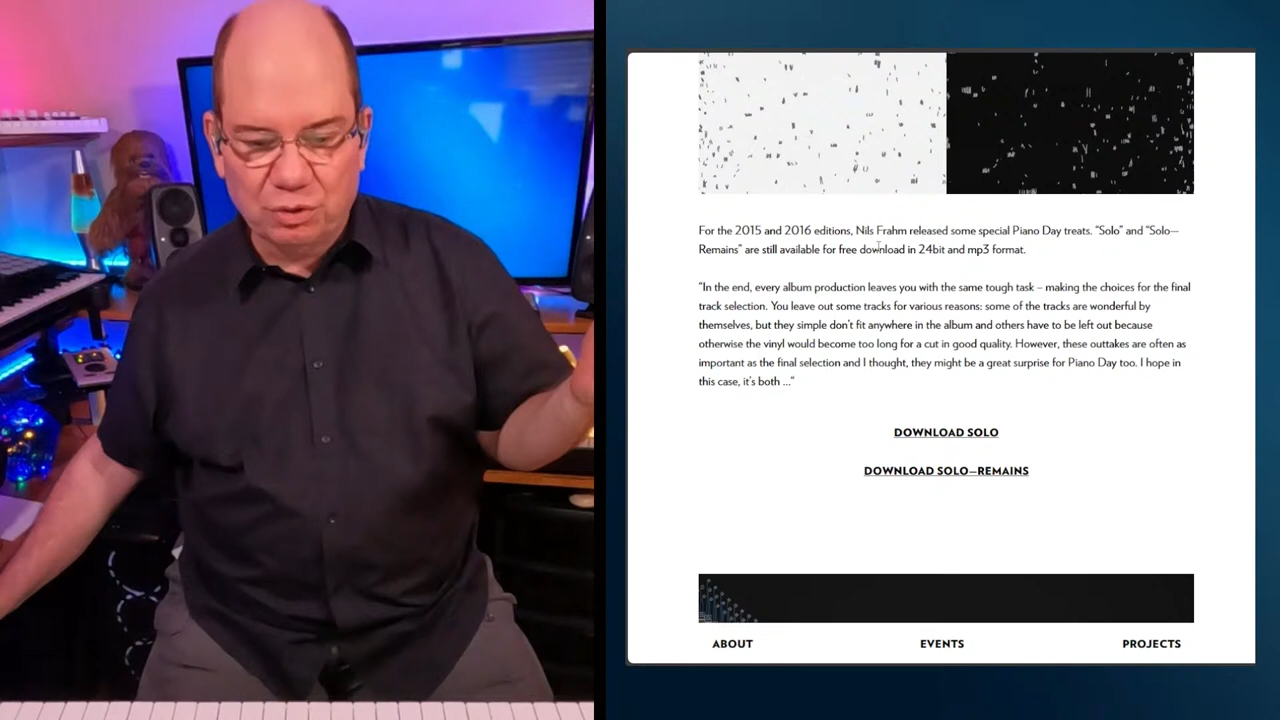 For the 2015 and 2016 editions, Nils Frahm released some special Piano Day treats. “Solo” and “Solo—
Remains” are still available for free download in 24bit and mp3 format.
“In the end, every album production leaves you with the same tough task – making the choices for the final
track selection. You leave out some tracks for various reasons: some of the tracks are wonderful by
themselves, but they simple don’t fit anywhere in the album and others have to be left out because
otherwise the vinyl would become too long for a cut in good quality. However, these outtakes are often as
important as the final selection and I thought, they might be a great surprise for Piano Day too. I hope in
this case, it’s both …“
DOWNLOAD SOLO
DOWNLOAD SOLO—REMAINS
ABOUT EVENTS PROJECTS